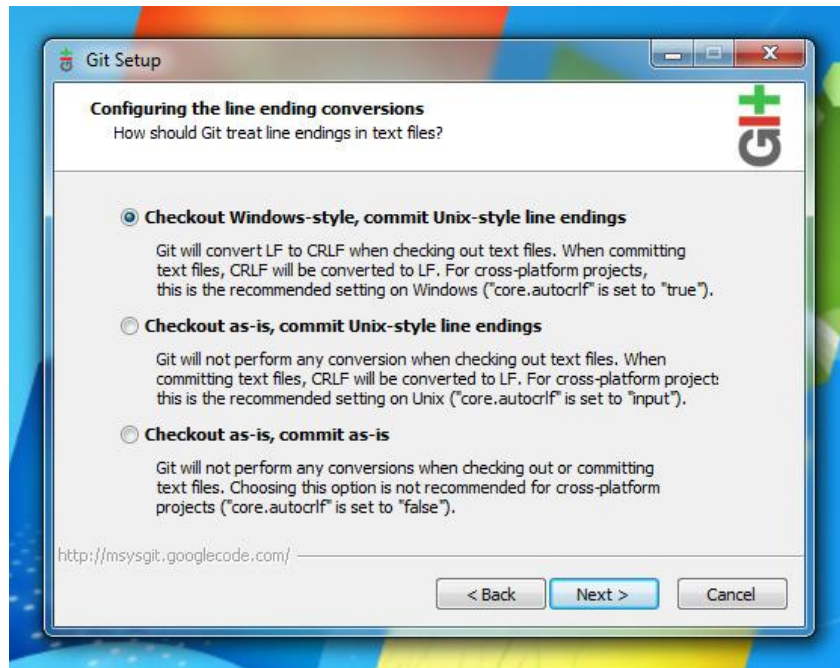 Git Setup
Configuring the line ending conversions
How should Git treat line endings in text files?
Git
Checkout Windows-style, commit Unix-style line endings
Git will convert LF to CRLF when checking out text files. When committing
text files, CRLF will be converted to LF. For cross-platform projects,
this is the recommended setting on Windows ("core.autocrlf" is set to "true").
Checkout as-is, commit Unix-style line endings
Git will not perform any conversion when checking out text files. When
committing text files, CRLF will be converted to LF. For cross-platform project
this is the recommended setting on Unix ("core.autocrlf" is set to "input").
Checkout as-is, commit as-is
Git will not perform any conversions when checking out or committing
text files. Choosing this option is not recommended for cross-platform
projects ("core.autocrlf" is set to "false").
http://msysgit.googlecode.com/
< Back Next > Cancel